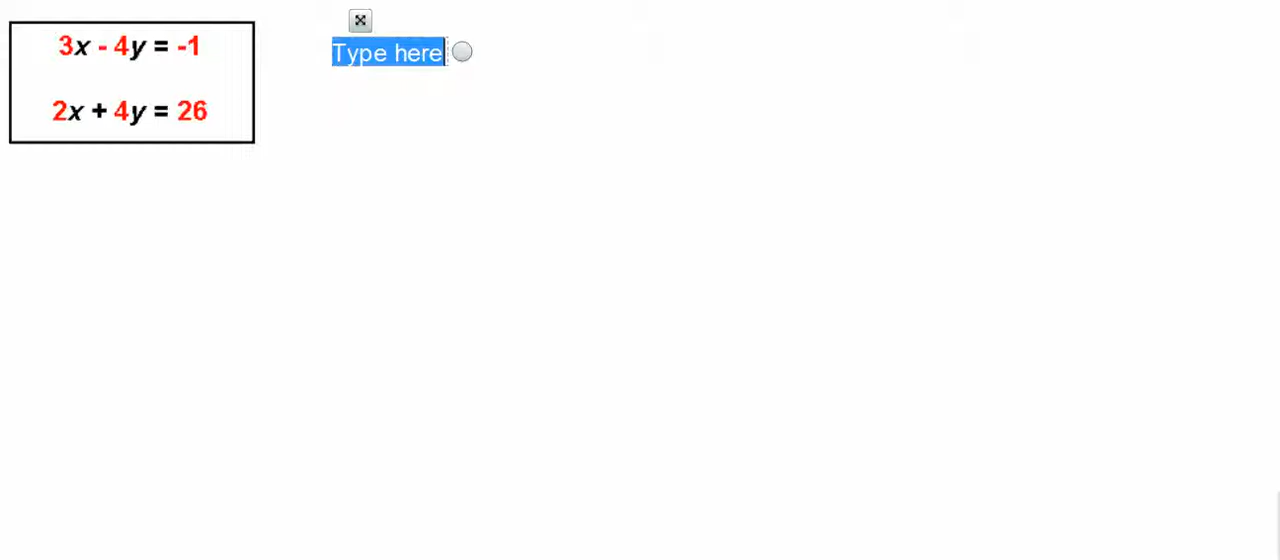 3x - 4y = -1
2x + 4y = 26
Type here